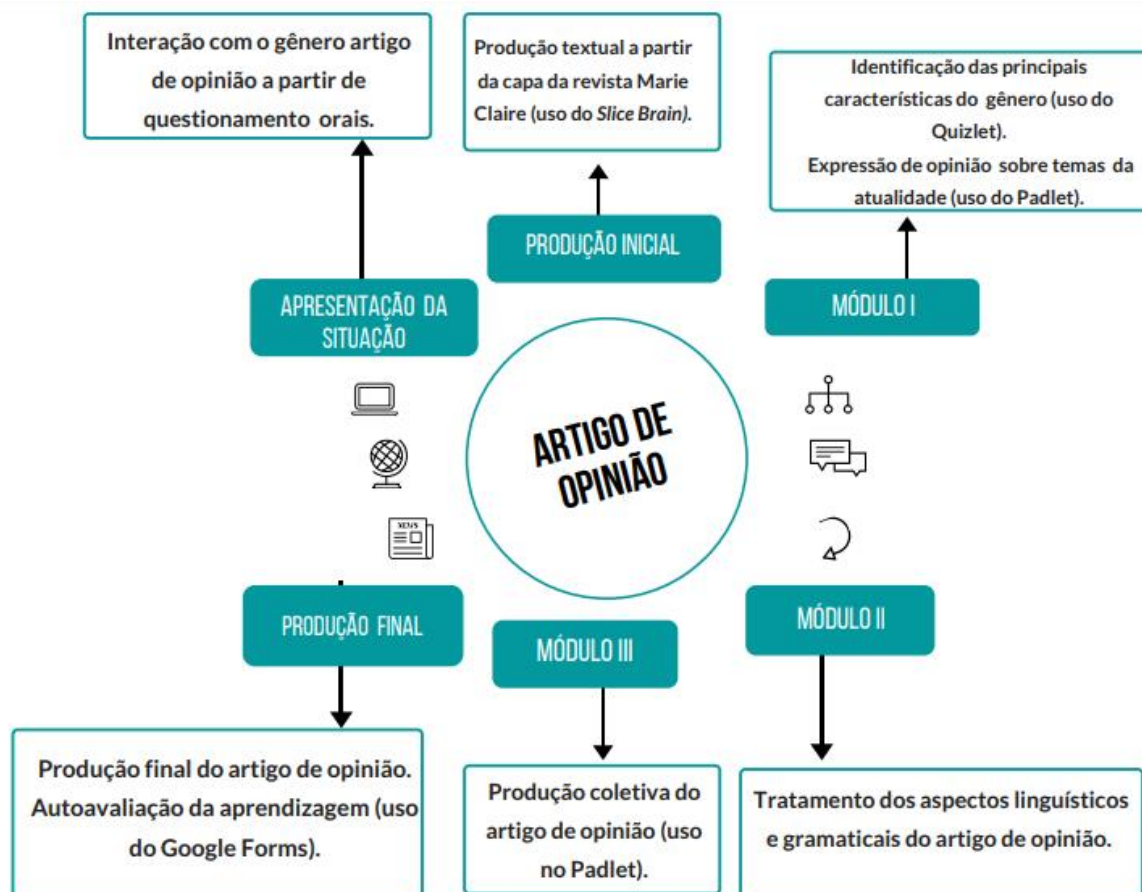 Interação com o gênero artigo
de opinião a partir de
questionamento orais.
Produção textual a partir
da capa da revista Marie
Claire (uso do Slice Brain).
Identificação das principais
características do gênero (uso do
Quizlet).
Expressão de opinião sobre temas da
atualidade (uso do Padlet).
APRESENTAÇÃO DA
SITUAÇÃO
PRODUÇÃO INICIAL
MÓDULO I
ARTIGO DE
OPINIÃO
NEWS
PRODUÇÃO FINAL
MÓDULO III
MÓDULO II
Produção final do artigo de opinião.
Autoavaliação da aprendizagem (uso
do Google Forms).
Produção coletiva do
artigo de opinião (uso
no Padlet).
Tratamento dos aspectos linguísticos
e gramaticais do artigo de opinião.